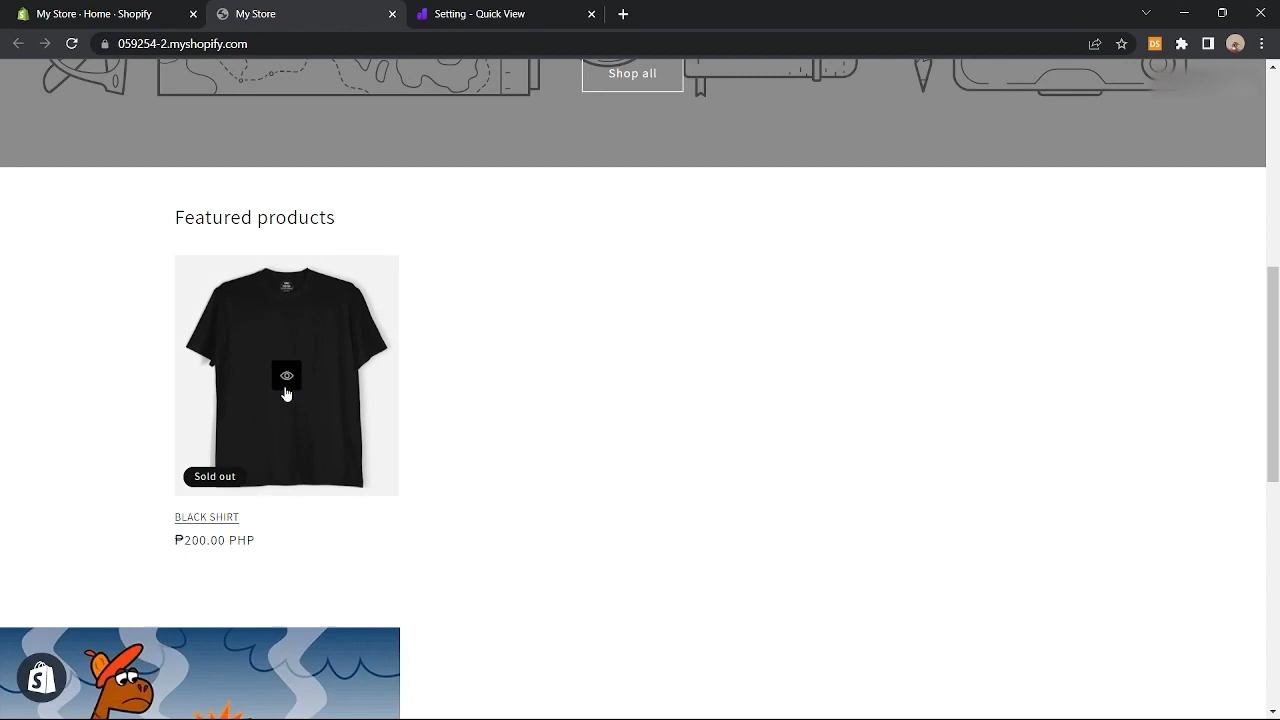 My Store · Home · Shopify
My Store
Setting - Quick View
059254-2.myshopify.com
DS
Shop all
Featured products
Sold out
BLACK SHIRT
₱200.00 PHP